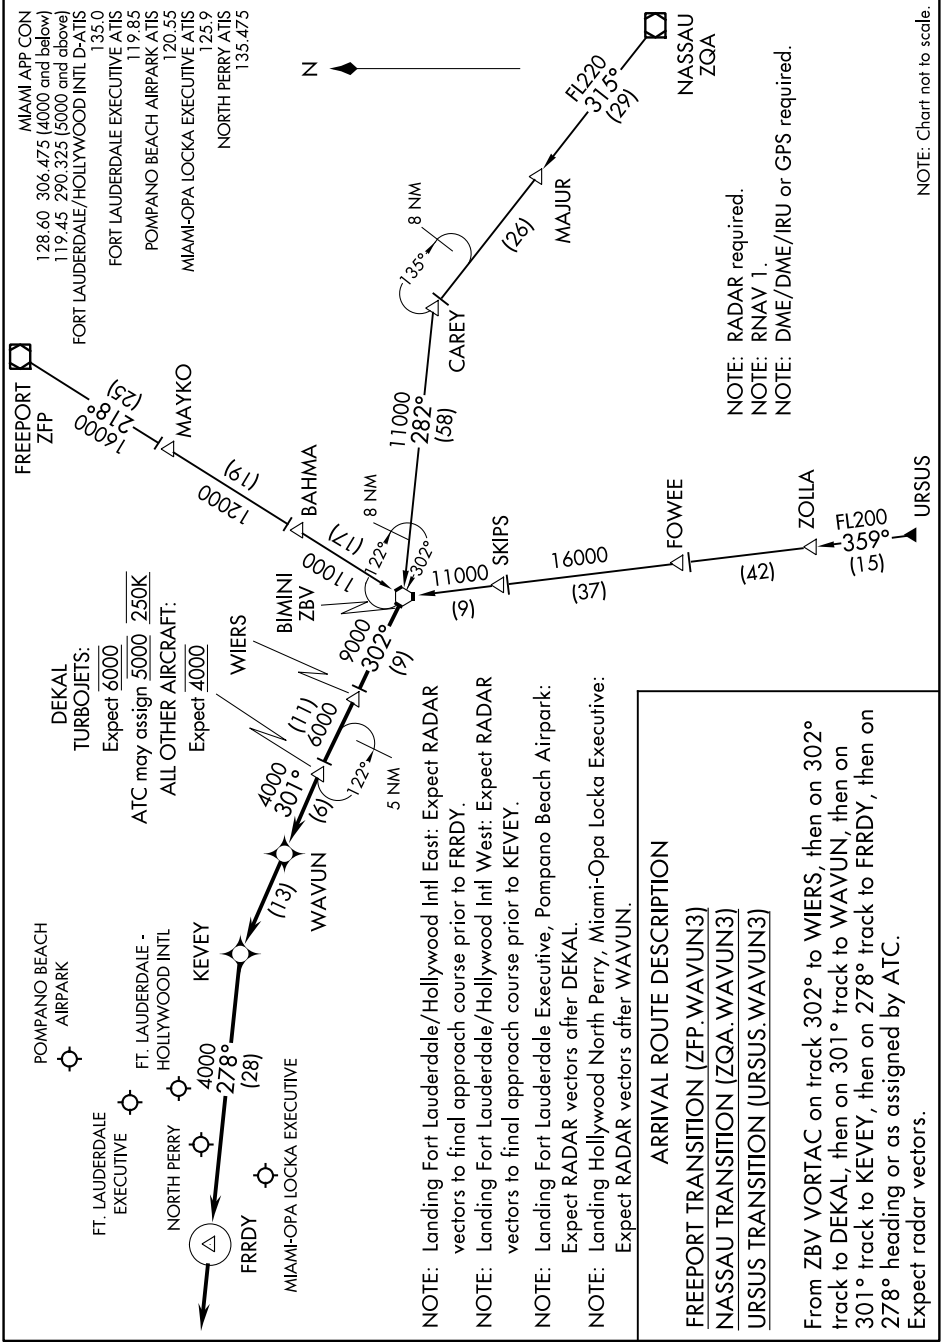 MIAMI APP CON
128.60 306.475 (4000 and below)
119.45 290.325 (5000 and above)
FORT LAUDERDALE/HOLLYWOOD INTL D-ATIS
135.0
FORT LAUDERDALE EXECUTIVE ATIS
119.85
POMPANO BEACH AIRPARK ATIS
120.55
MIAMI-OPA LOCKA EXECUTIVE ATIS
125.9
NORTH PERRY ATIS
135.475
N
FREEPORT
ZFP
16000
218°
(25)
MAYKO
12000
(19)
BAHMA
11000
(17)
NASSAU
ZQA
FL220
315°
(29)
MAJUR
(26)
CAREY
135°
8 NM
11000
282°
(58)
8 NM
122°
302°
BIMINI
ZBV
URSUS
FL200
359°
(15)
ZOLLA
(42)
FOWEE
16000
(37)
SKIPS
11000
(9)
9000
302°
(9)
WIERS
(11)
6000
DEKAL
TURBOJETS:
Expect 6000
ATC may assign 5000 250K
ALL OTHER AIRCRAFT:
Expect 4000
122°
5 NM
4000
301°
(6)
WAVUN
(13)
KEVEY
4000
278°
(28)
FRRDY
POMPANO BEACH
AIRPARK
FT. LAUDERDALE -
HOLLYWOOD INTL
FT. LAUDERDALE
EXECUTIVE
NORTH PERRY
MIAMI-OPA LOCKA EXECUTIVE
NOTE: RADAR required.
NOTE: RNAV 1.
NOTE: DME/DME/IRU or GPS required.
NOTE: Chart not to scale.
NOTE: Landing Fort Lauderdale/Hollywood Intl East: Expect RADAR
vectors to final approach course prior to FRRDY.
NOTE: Landing Fort Lauderdale/Hollywood Intl West: Expect RADAR
vectors to final approach course prior to KEVEY.
NOTE: Landing Fort Lauderdale Executive, Pompano Beach Airpark:
Expect RADAR vectors after DEKAL.
NOTE: Landing Hollywood North Perry, Miami-Opa Locka Executive:
Expect RADAR vectors after WAVUN.
ARRIVAL ROUTE DESCRIPTION
FREEPORT TRANSITION (ZFP.WAVUN3)
NASSAU TRANSITION (ZQA.WAVUN3)
URSUS TRANSITION (URSUS.WAVUN3)
From ZBV VORTAC on track 302° to WIERS, then on 302°
track to DEKAL, then on 301° track to WAVUN, then on
301° track to KEVEY, then on 278° track to FRRDY, then on
278° heading or as assigned by ATC.
Expect radar vectors.